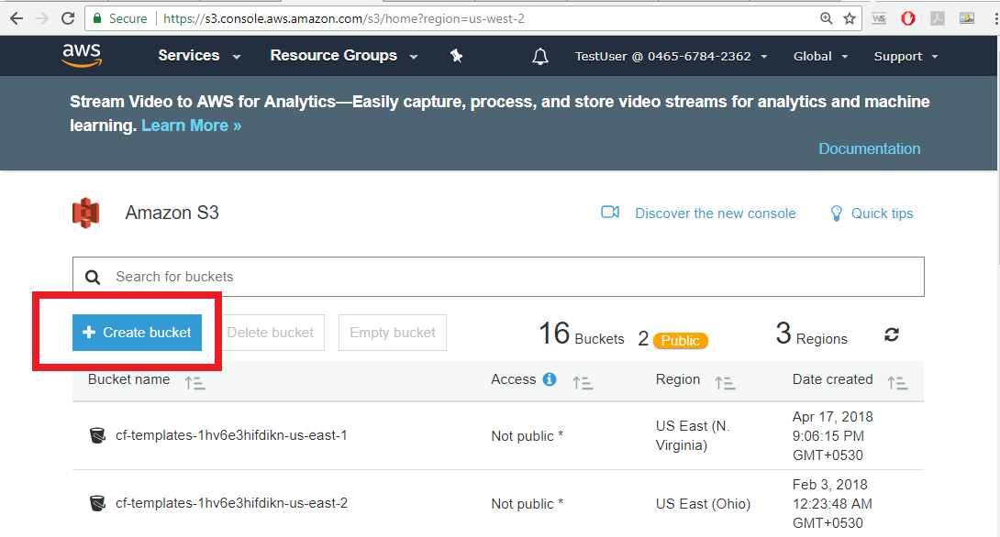 Secure https://s3.console.aws.amazon.com/s3/home?region=us-west-2
aws Services Resource Groups TestUser @ 0465-6784-2362 Global Support
Stream Video to AWS for Analytics—Easily capture, process, and store video streams for analytics and machine
learning. Learn More »
Documentation
Amazon S3 Discover the new console Quick tips
Search for buckets
+ Create bucket Delete bucket Empty bucket 16 Buckets 2 Public 3 Regions
Bucket name Access Region Date created
cf-templates-1hv6e3hifdikn-us-east-1 Not public * US East (N.
Virginia) Apr 17, 2018
9:06:15 PM
GMT+0530
cf-templates-1hv6e3hifdikn-us-east-2 Not public * US East (Ohio) Feb 3, 2018
12:23:48 AM
GMT+0530